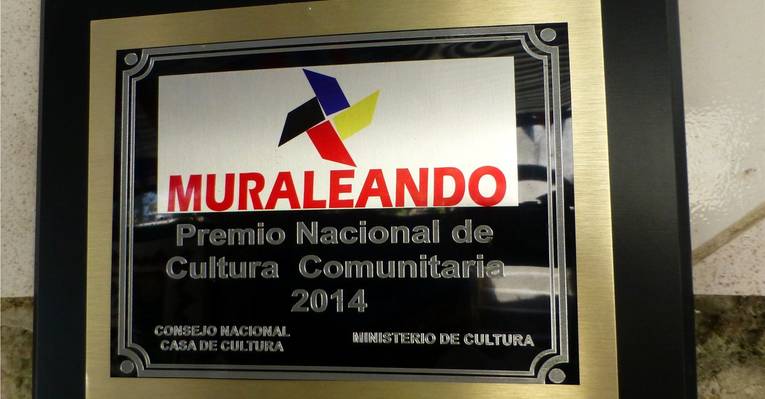 MURALEANDO
Premio Nacional de
Cultura Comunitaria
2014
CONSEJO NACIONAL
CASA DE CULTURA
MINISTERIO DE CULTURA